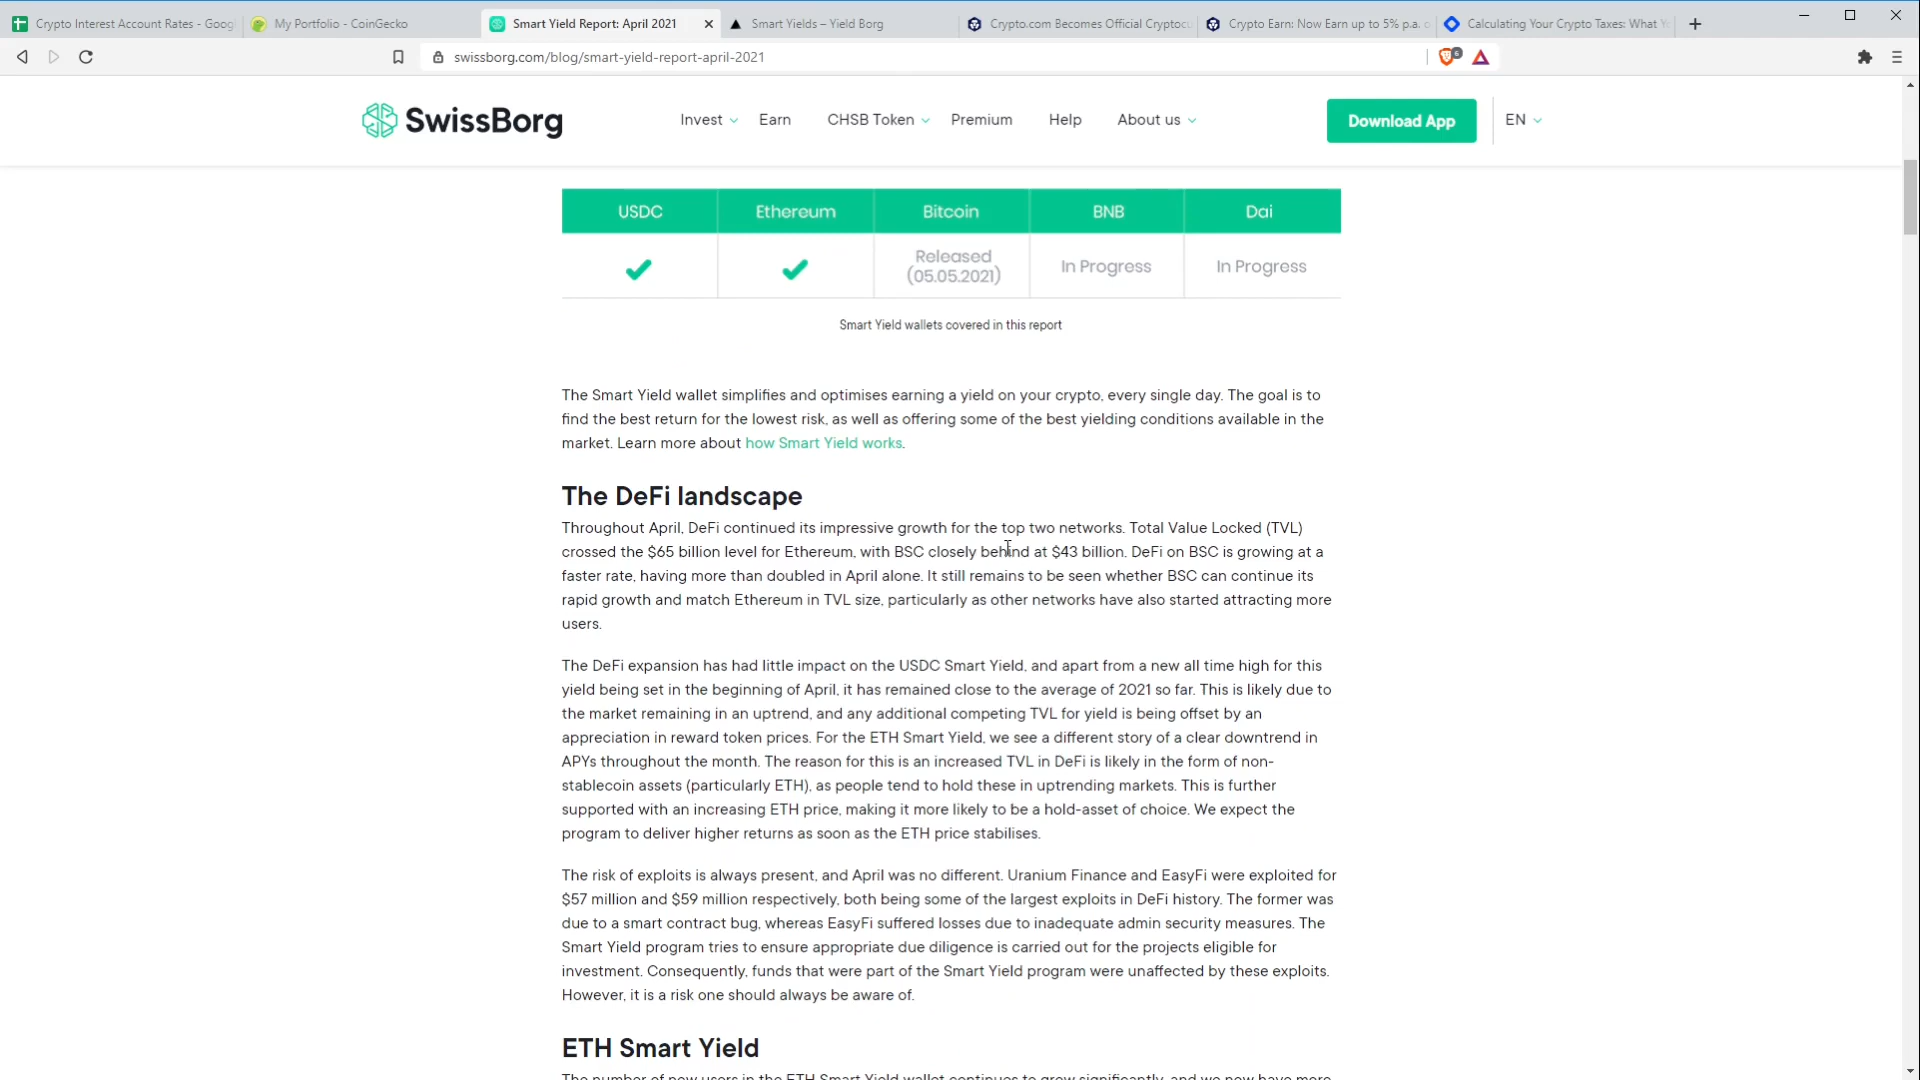 Crypto Interest Account Rates - Goog
My Portfolio - CoinGecko
Smart Yield Report: April 2021
Smart Yields – Yield Borg
Crypto.com Becomes Official Cryptocu
Crypto Earn: Now Earn up to 5% p.a. o
Calculating Your Crypto Taxes: What Y
swissborg.com/blog/smart-yield-report-april-2021
6
SwissBorg
Invest
Earn
CHSB Token
Premium
Help
About us
Download App
EN
USDC Ethereum Bitcoin BNB Dai
Released
(05.05.2021)
In Progress
In Progress
Smart Yield wallets covered in this report
The Smart Yield wallet simplifies and optimises earning a yield on your crypto, every single day. The goal is to
find the best return for the lowest risk, as well as offering some of the best yielding conditions available in the
market. Learn more about how Smart Yield works.
The DeFi landscape
Throughout April, DeFi continued its impressive growth for the top two networks. Total Value Locked (TVL)
crossed the $65 billion level for Ethereum, with BSC closely behind at $43 billion. DeFi on BSC is growing at a
faster rate, having more than doubled in April alone. It still remains to be seen whether BSC can continue its
rapid growth and match Ethereum in TVL size, particularly as other networks have also started attracting more
users.
The DeFi expansion has had little impact on the USDC Smart Yield, and apart from a new all time high for this
yield being set in the beginning of April, it has remained close to the average of 2021 so far. This is likely due to
the market remaining in an uptrend, and any additional competing TVL for yield is being offset by an
appreciation in reward token prices. For the ETH Smart Yield, we see a different story of a clear downtrend in
APYs throughout the month. The reason for this is an increased TVL in DeFi is likely in the form of non-
stablecoin assets (particularly ETH), as people tend to hold these in uptrending markets. This is further
supported with an increasing ETH price, making it more likely to be a hold-asset of choice. We expect the
program to deliver higher returns as soon as the ETH price stabilises.
The risk of exploits is always present, and April was no different. Uranium Finance and EasyFi were exploited for
$57 million and $59 million respectively, both being some of the largest exploits in DeFi history. The former was
due to a smart contract bug, whereas EasyFi suffered losses due to inadequate admin security measures. The
Smart Yield program tries to ensure appropriate due diligence is carried out for the projects eligible for
investment. Consequently, funds that were part of the Smart Yield program were unaffected by these exploits.
However, it is a risk one should always be aware of.
ETH Smart Yield
The number of new users in the ETH Smart Yield wallet continues to grow significantly, and we now have more